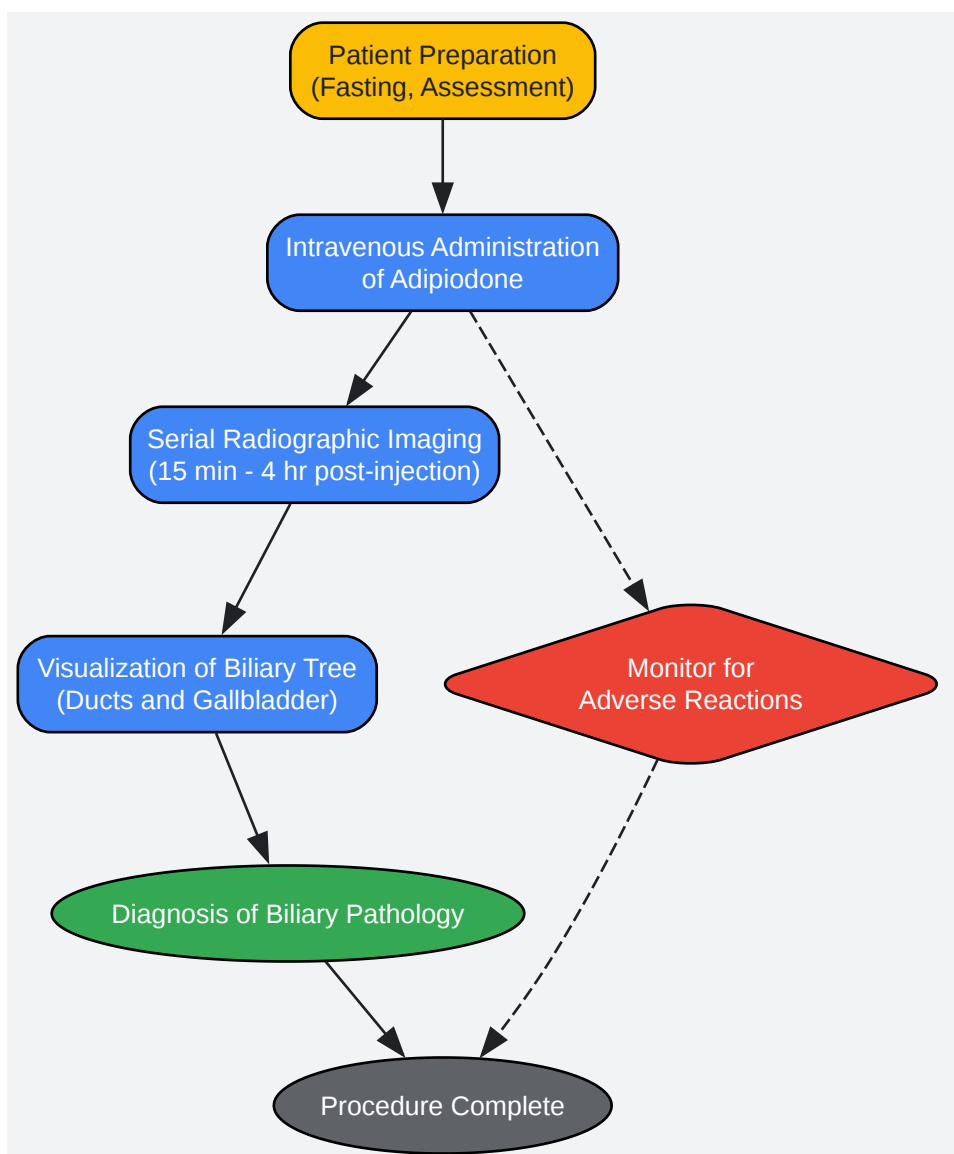 Patient Preparation
(Fasting, Assessment)
Intravenous Administration
of Adipiodone
Serial Radiographic Imaging
(15 min - 4 hr post-injection)
Visualization of Biliary Tree
(Ducts and Gallbladder)
Monitor for
Adverse Reactions
Diagnosis of Biliary Pathology
Procedure Complete